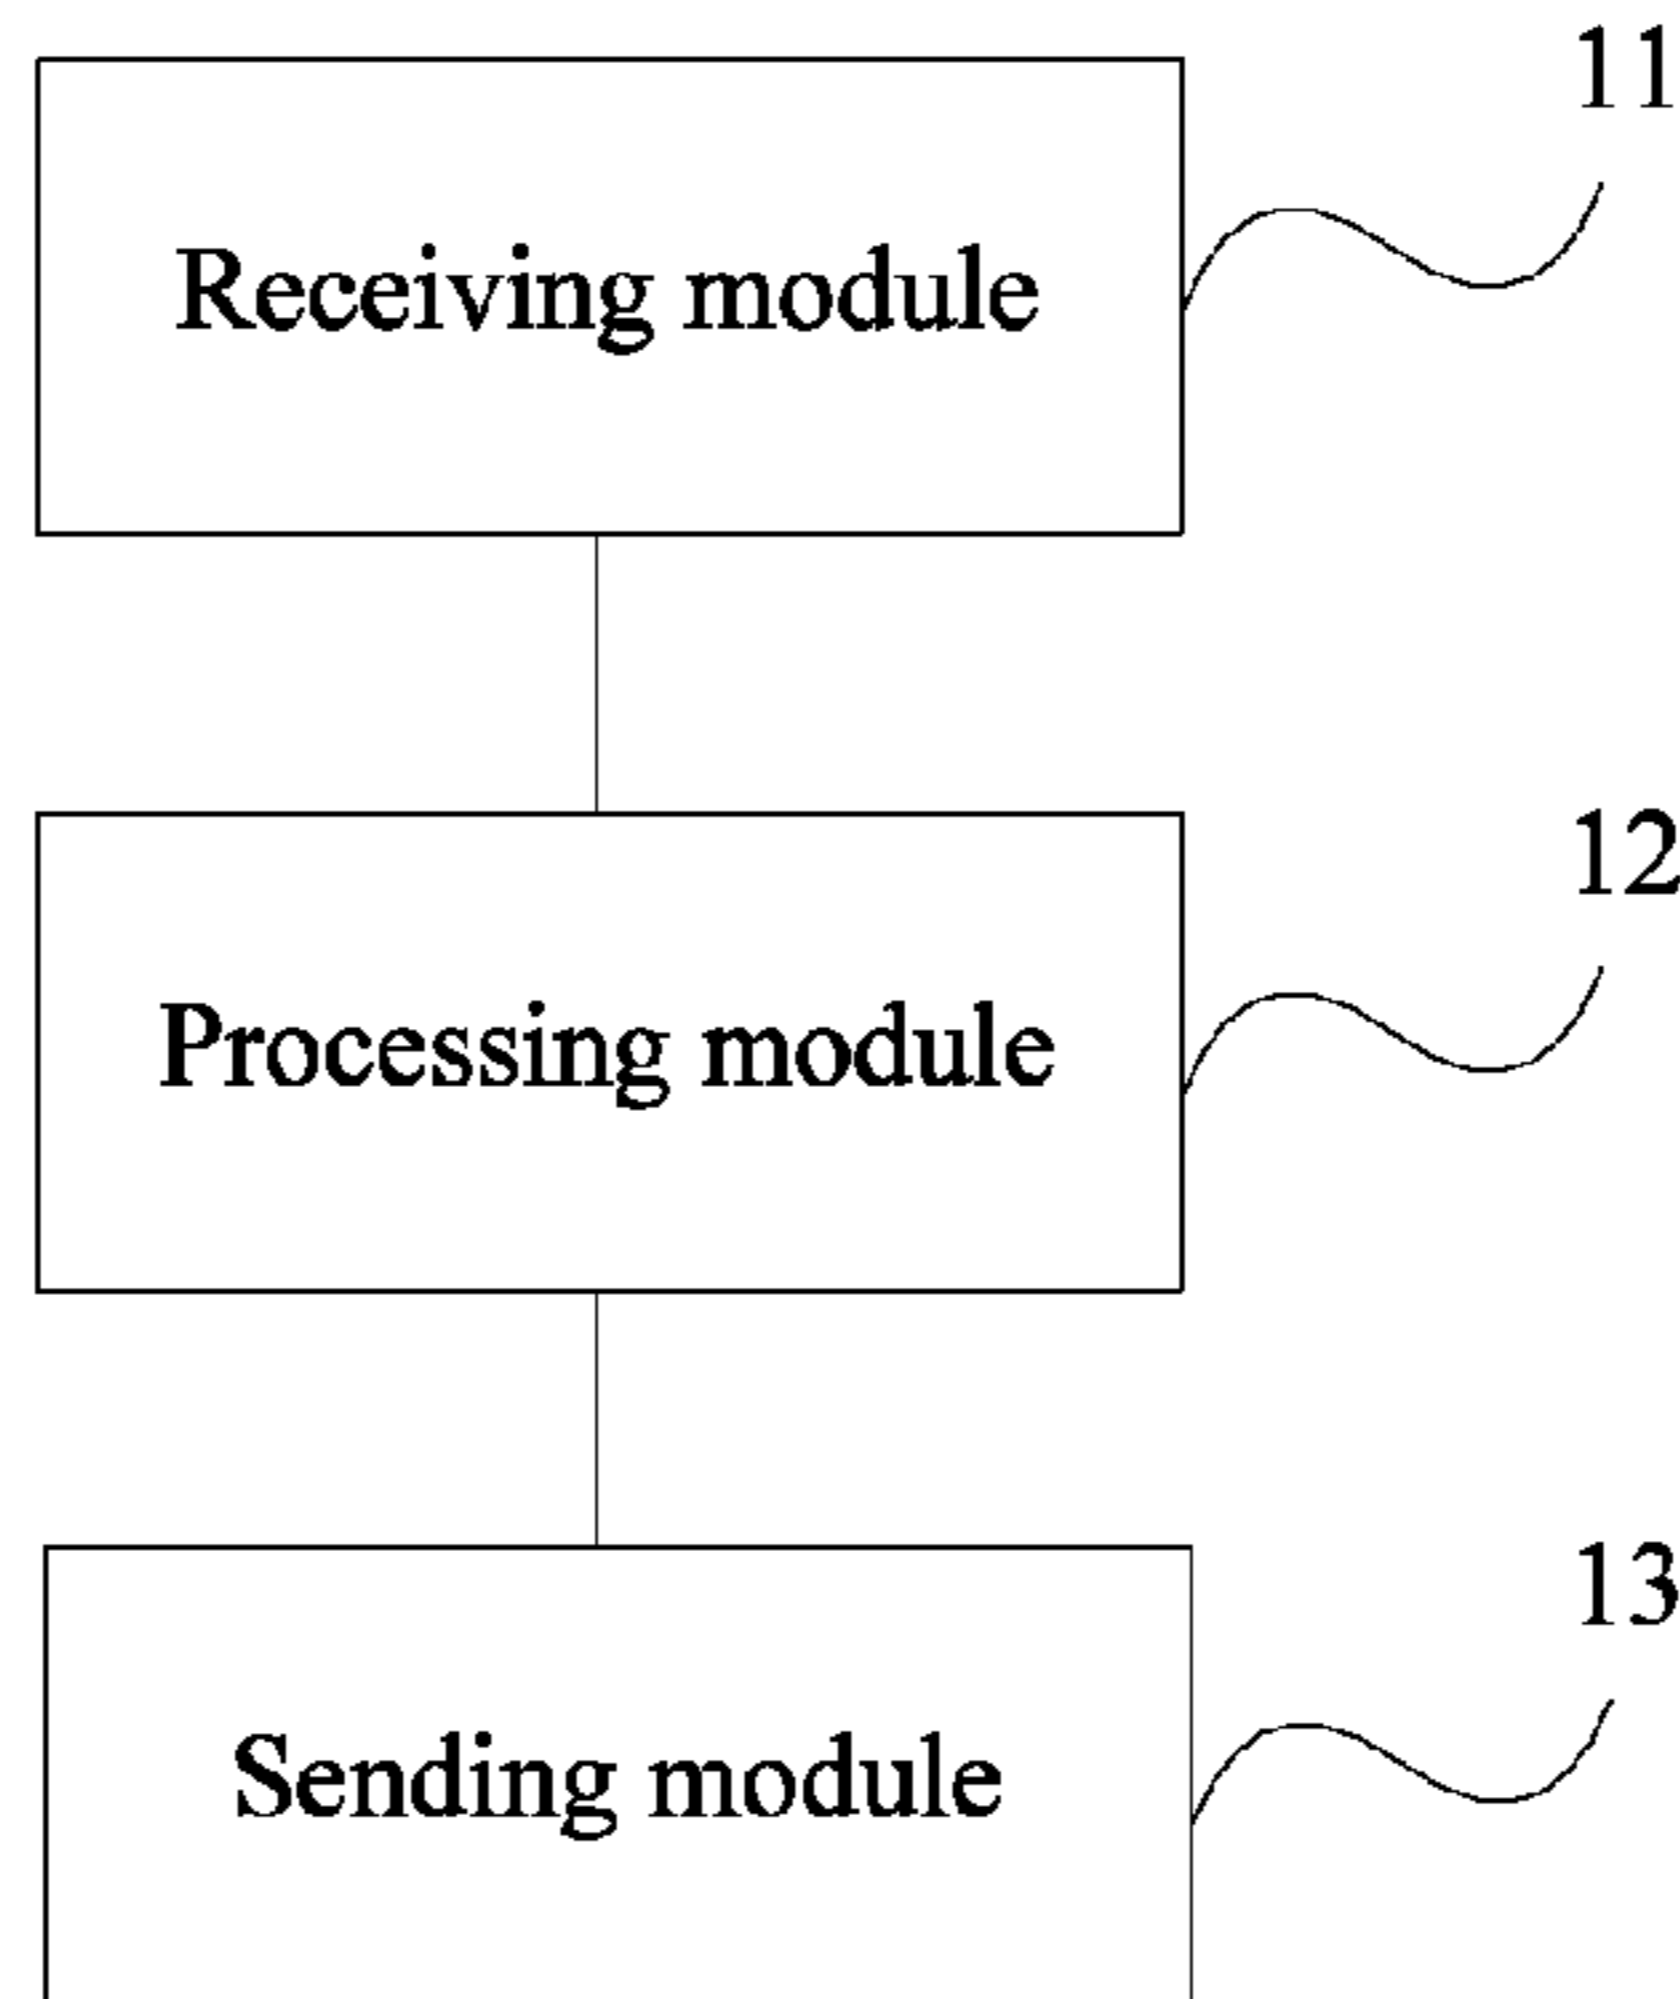 11
Receiving module
12
Processing module
13
Sending module